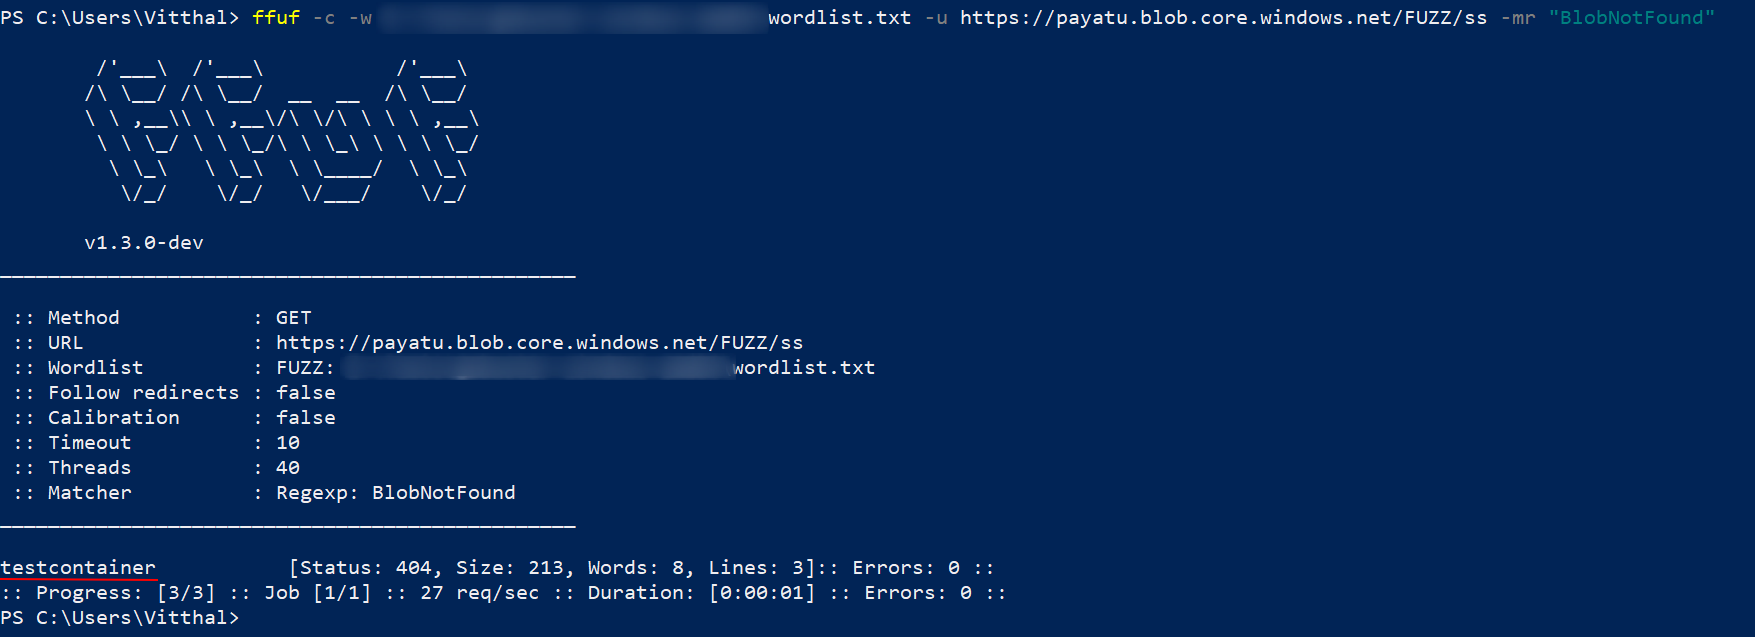 PS C:\Users\Vitthal> ffuf -c -w wordlist.txt -u https://payatu.blob.core.windows.net/FUZZ/ss -mr "BlobNotFound"
        /'___\  /'___\           /'___\
       /\ \__/ /\ \__/  __  __  /\ \__/
       \ \ ,__\\ \ ,__\/\ \/\ \ \ \ ,__\
        \ \ \_/ \ \ \_/\ \ \_\ \ \ \ \_/
         \ \_\   \ \_\  \ \____/  \ \_\
          \/_/    \/_/   \/___/    \/_/
       v1.3.0-dev
________________________________________________
 :: Method           : GET
 :: URL              : https://payatu.blob.core.windows.net/FUZZ/ss
 :: Wordlist         : FUZZ: wordlist.txt
 :: Follow redirects : false
 :: Calibration      : false
 :: Timeout          : 10
 :: Threads          : 40
 :: Matcher          : Regexp: BlobNotFound
________________________________________________
testcontainer           [Status: 404, Size: 213, Words: 8, Lines: 3]:: Errors: 0 ::
:: Progress: [3/3] :: Job [1/1] :: 27 req/sec :: Duration: [0:00:01] :: Errors: 0 ::
PS C:\Users\Vitthal>